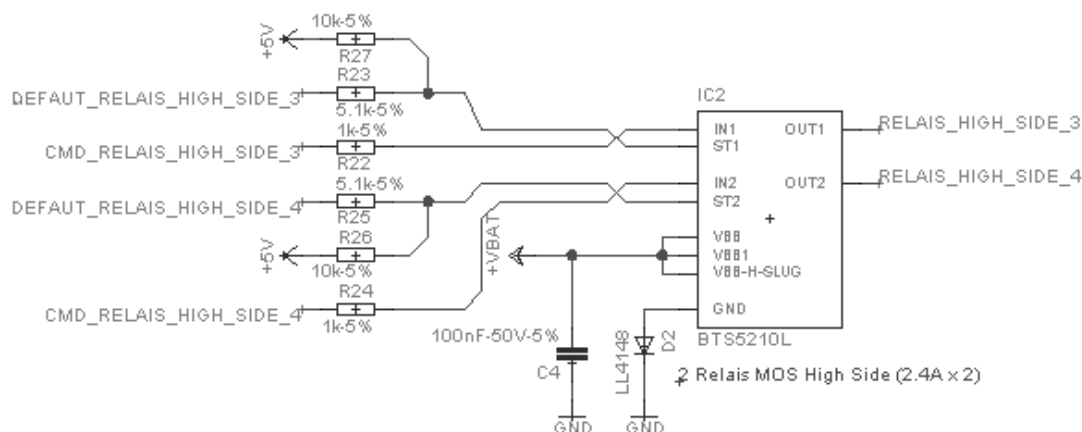 10k-5%
+5V
R27
R23
DEFAUT_RELAIS_HIGH_SIDE_3
5.1k-5%
1k-5%
CMD_RELAIS_HIGH_SIDE_3
R22
5.1k-5%
DEFAUT_RELAIS_HIGH_SIDE_4
R25
+5V
R26
10k-5%
R24
CMD_RELAIS_HIGH_SIDE_4
1k-5%
+VBAT
100nF-50V-5%
C4
GND
LL4148
D2
GND
IC2
IN1 OUT1
ST1
IN2 OUT2
ST2
VBB
VBB1
VBB-H-SLUG
GND
BTS5210L
RELAIS_HIGH_SIDE_3
RELAIS_HIGH_SIDE_4
2 Relais MOS High Side (2.4A x 2)